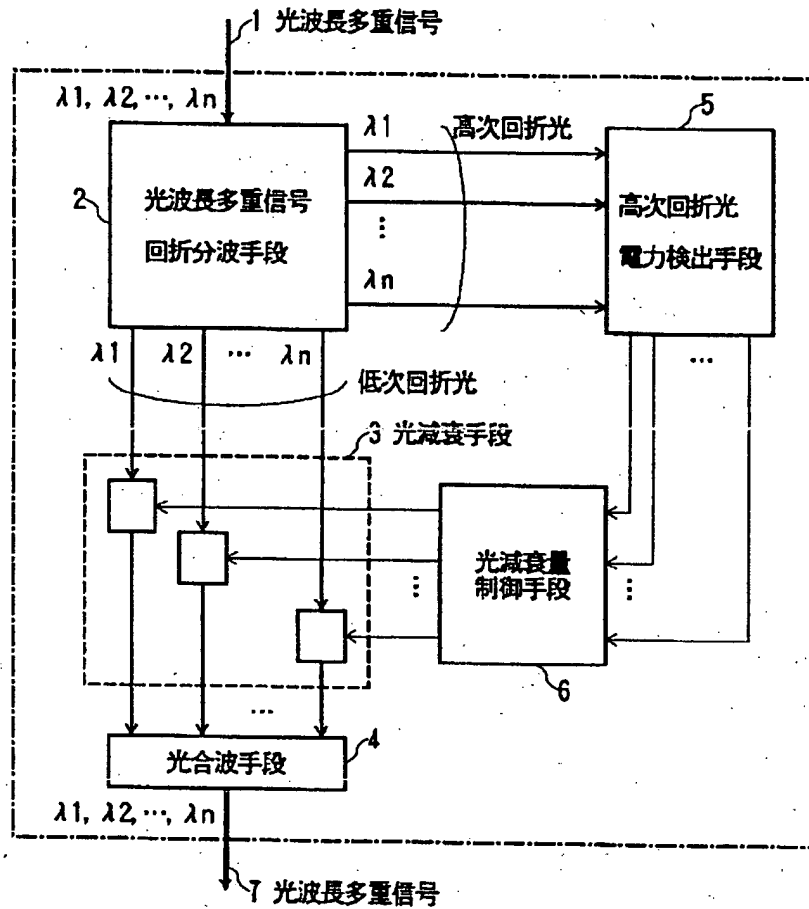 1 光波長多重信号
λ1, λ2, …, λn
2
光波長多重信号
回折分波手段
λ1
λ2
⋮
λn
高次回折光
5
高次回折光
電力検出手段
λ1 λ2 … λn
低次回折光
…
3 光減衰手段
光減衰量
制御手段
⋮
⋮
6
…
4
光合波手段
λ1, λ2, …, λn
7 光波長多重信号